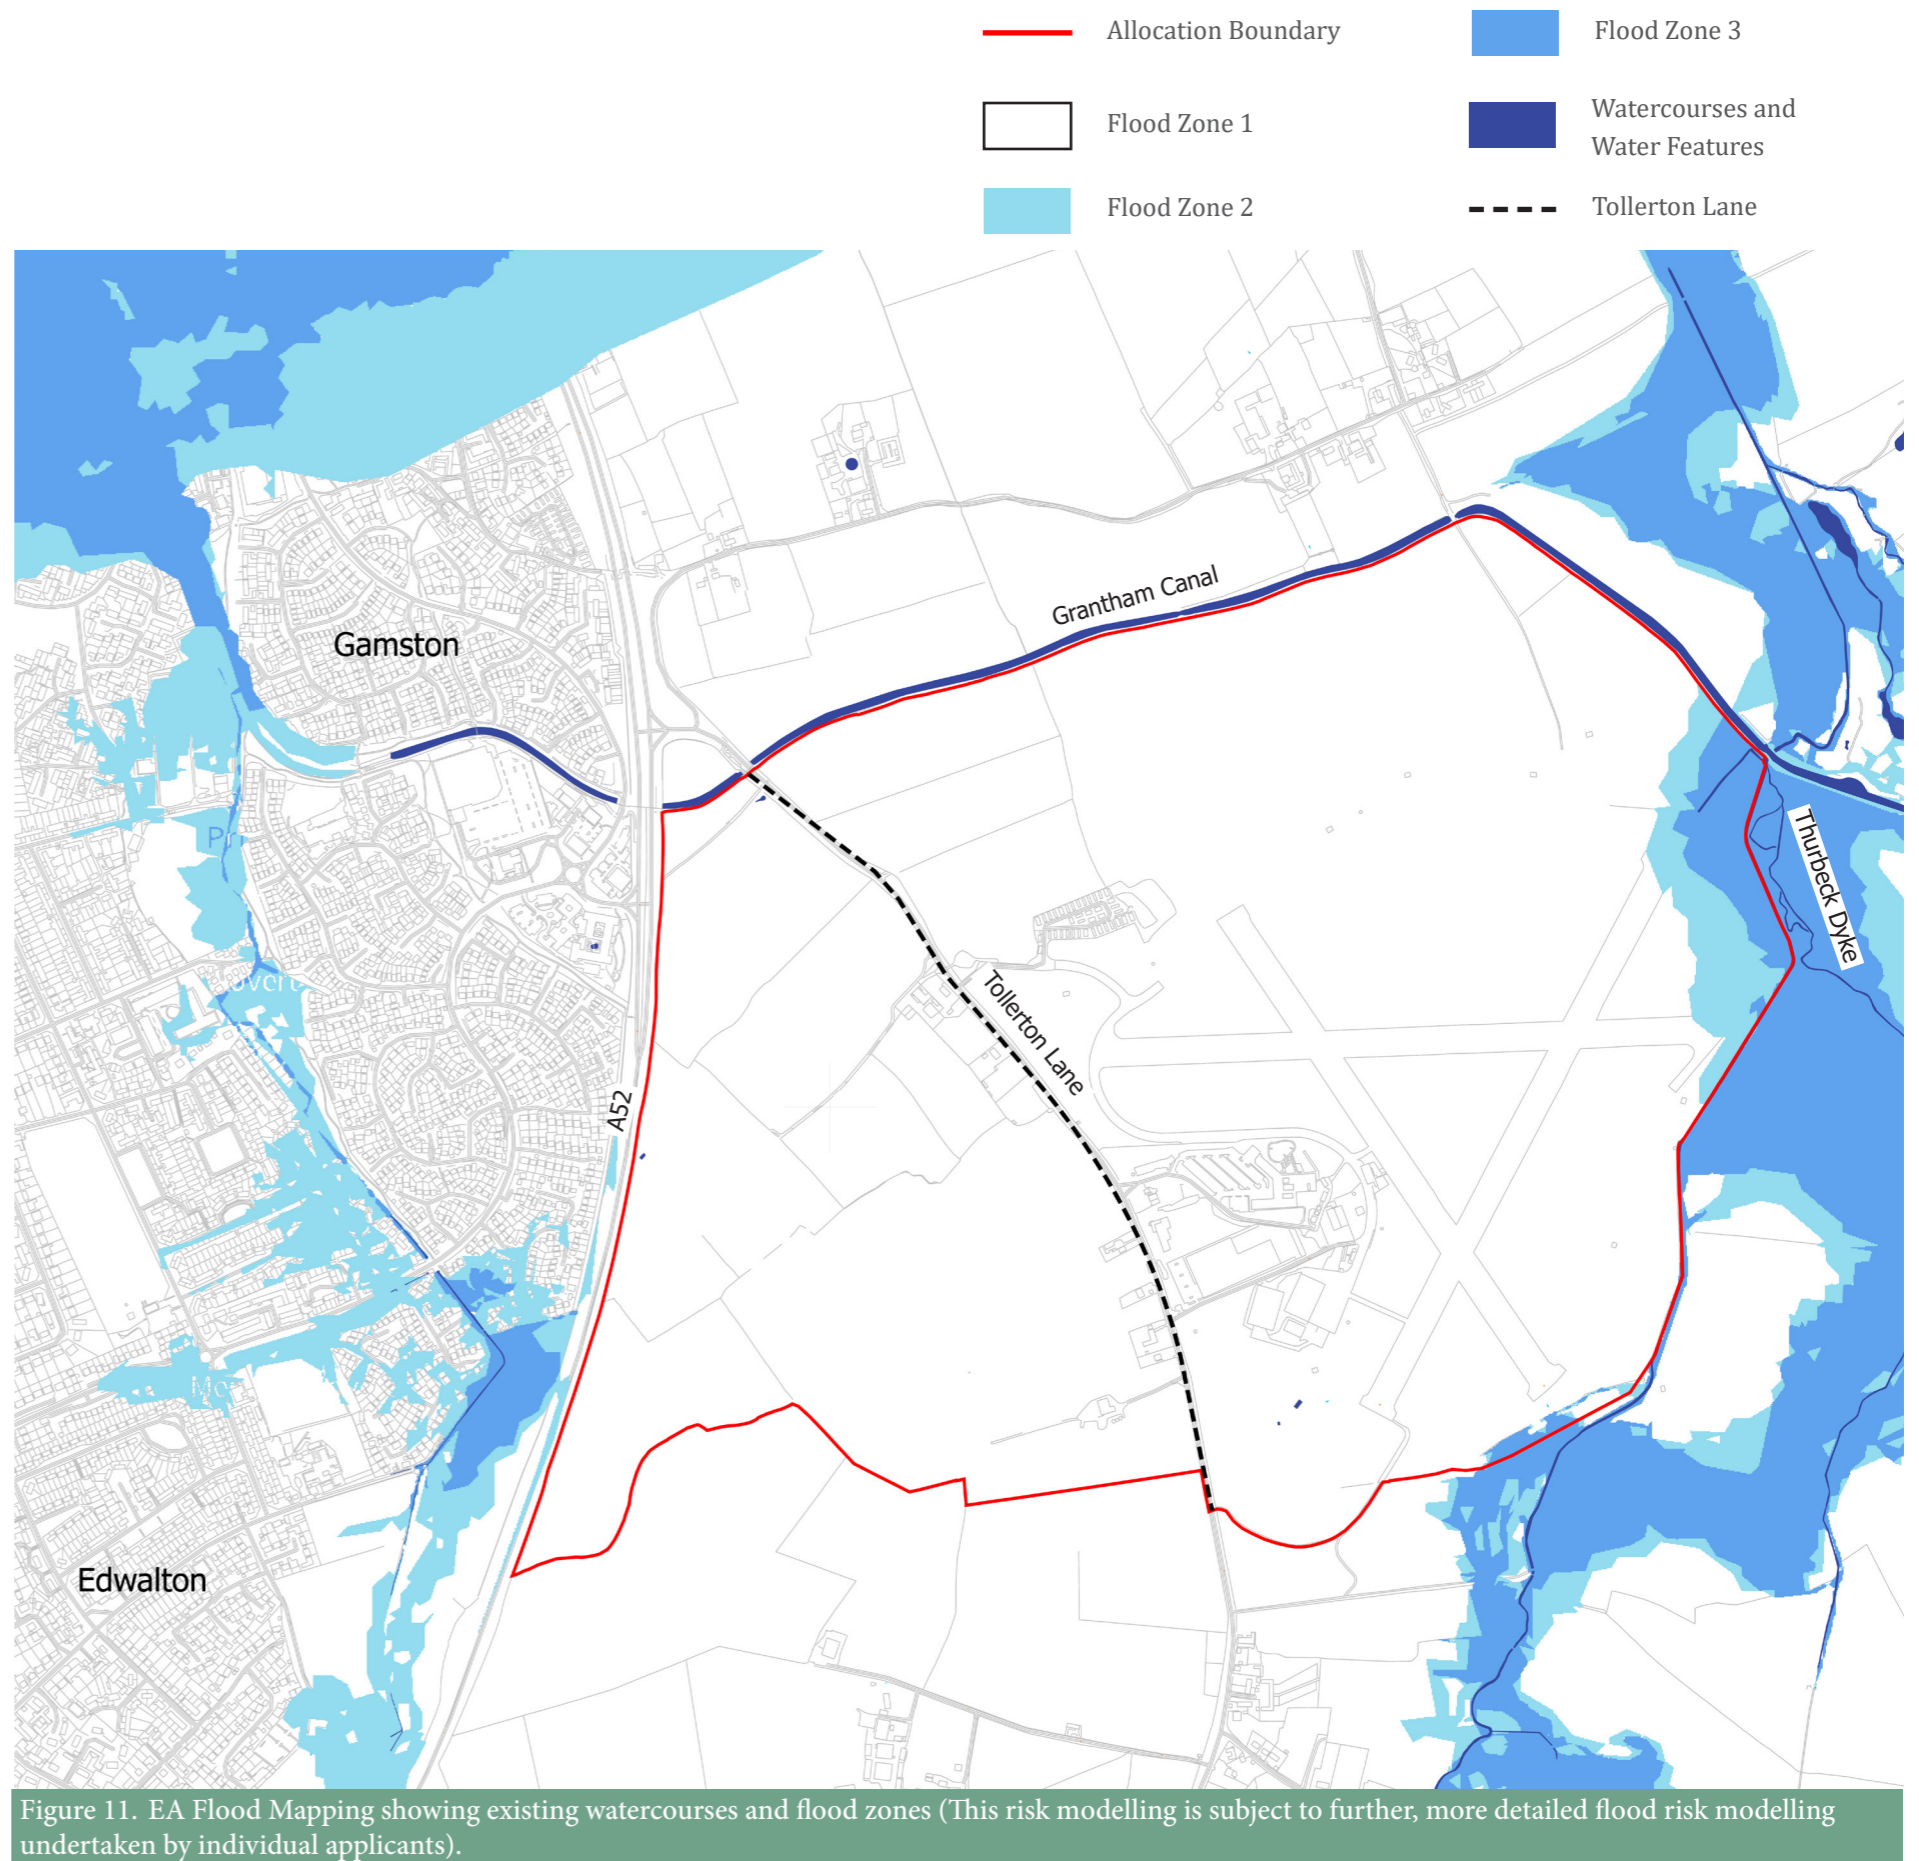 Allocation Boundary
Flood Zone 3
Flood Zone 1
Watercourses and
Water Features
Flood Zone 2
Tollerton Lane
Grantham Canal
Gamston
Thurbeck Dyke
Tollerton Lane
A52
Edwalton
Figure 11. EA Flood Mapping showing existing watercourses and flood zones (This risk modelling is subject to further, more detailed flood risk modelling
undertaken by individual applicants).